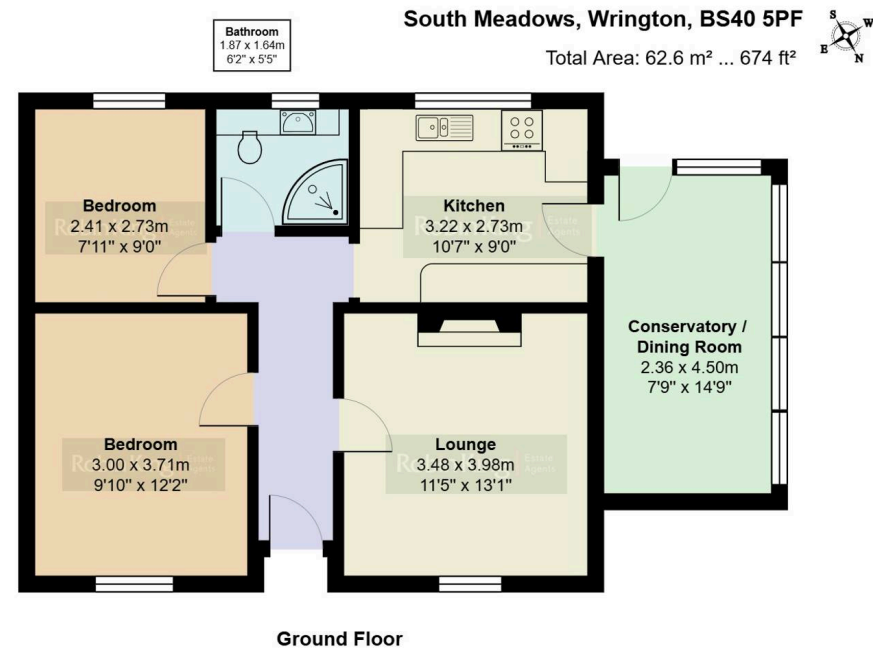 South Meadows, Wrington, BS40 5PF
Total Area: 62.6 m² ... 674 ft²
S
W
E
N
Bathroom
1.87 x 1.64m
6'2" x 5'5"
Bedroom
2.41 x 2.73m
7'11" x 9'0"
Kitchen
3.22 x 2.73m
10'7" x 9'0"
Conservatory /
Dining Room
2.36 x 4.50m
7'9" x 14'9"
Bedroom
3.00 x 3.71m
9'10" x 12'2"
Lounge
3.48 x 3.98m
11'5" x 13'1"
Estate
Agents
Ground Floor